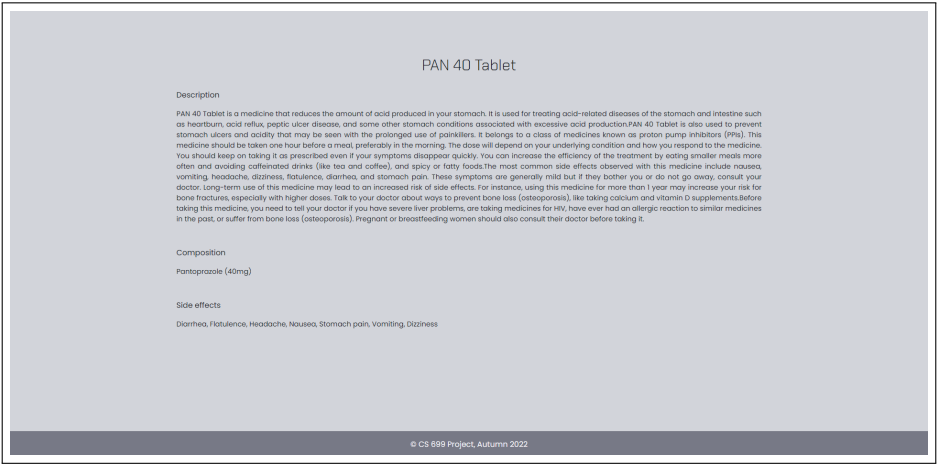 PAN 40 Tablet
Description
PAN 40 Tablet is a medicine that reduces the amount of acid produced in your stomach. It is used for treating acid-related diseases of the stomach and intestine such
as heartburn, acid reflux, peptic ulcer disease, and some other stomach conditions associated with excessive acid production.PAN 40 Tablet is also used to prevent
stomach ulcers and acidity that may be seen with the prolonged use of painkillers. It belongs to a class of medicines known as proton pump inhibitors (PPIs). This
medicine should be taken one hour before a meal, preferably in the morning. The dose will depend on your underlying condition and how you respond to the medicine.
You should keep on taking it as prescribed even if your symptoms disappear quickly. You can increase the efficiency of the treatment by eating smaller meals more
often and avoiding caffeinated drinks (like tea and coffee), and spicy or fatty foods.The most common side effects observed with this medicine include nausea,
vomiting, headache, dizziness, flatulence, diarrhea, and stomach pain. These symptoms are generally mild but if they bother you or do not go away, consult your
doctor. Long-term use of this medicine may lead to an increased risk of side effects. For instance, using this medicine for more than 1 year may increase your risk for
bone fractures, especially with higher doses. Talk to your doctor about ways to prevent bone loss (osteoporosis), like taking calcium and vitamin D supplements.Before
taking this medicine, you need to tell your doctor if you have severe liver problems, are taking medicines for HIV, have ever had an allergic reaction to similar medicines
in the past, or suffer from bone loss (osteoporosis). Pregnant or breastfeeding women should also consult their doctor before taking it.
Composition
Pantoprazole (40mg)
Side effects
Diarrhea, Flatulence, Headache, Nausea, Stomach pain, Vomiting, Dizziness
© CS 699 Project, Autumn 2022